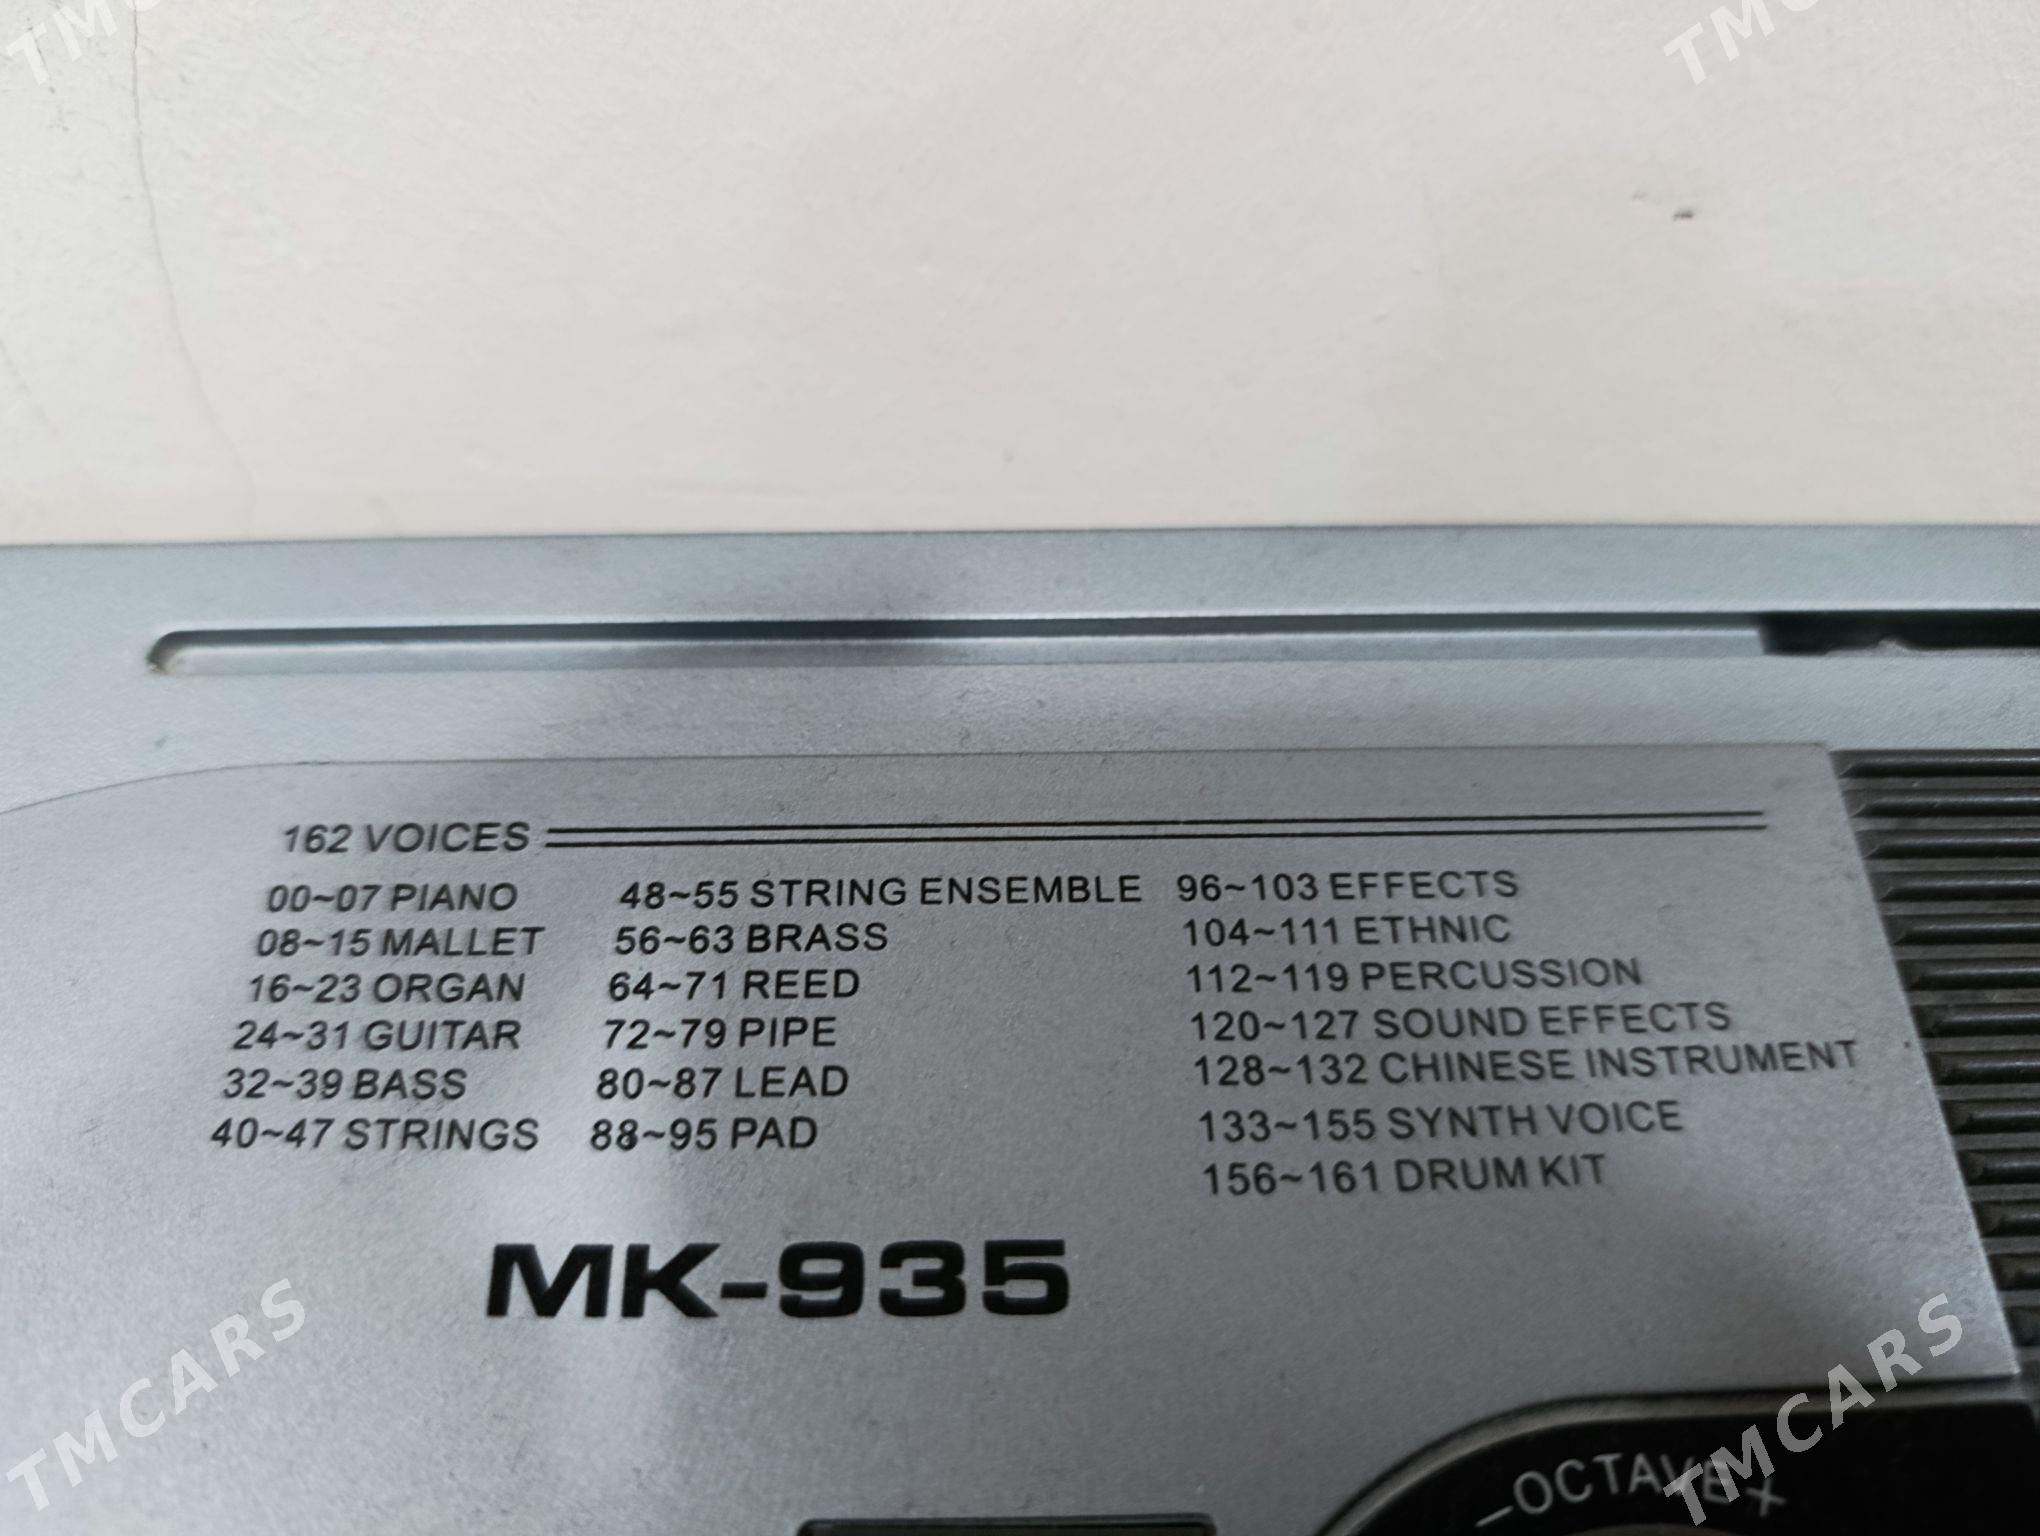 162 VOICES
00~07 PIANO
08~15 MALLET
16~23 ORGAN
24~31 GUITAR
32~39 BASS
40~47 STRINGS
48~55 STRING ENSEMBLE
56~63 BRASS
64~71 REED
72~79 PIPE
80~87 LEAD
88~95 PAD
96~103 EFFECTS
104~111 ETHNIC
112~119 PERCUSSION
120~127 SOUND EFFECTS
128~132 CHINESE INSTRUMENT
133~155 SYNTH VOICE
156~161 DRUM KIT
MK-935
–OCTAVE+
TMCARS
TMCARS